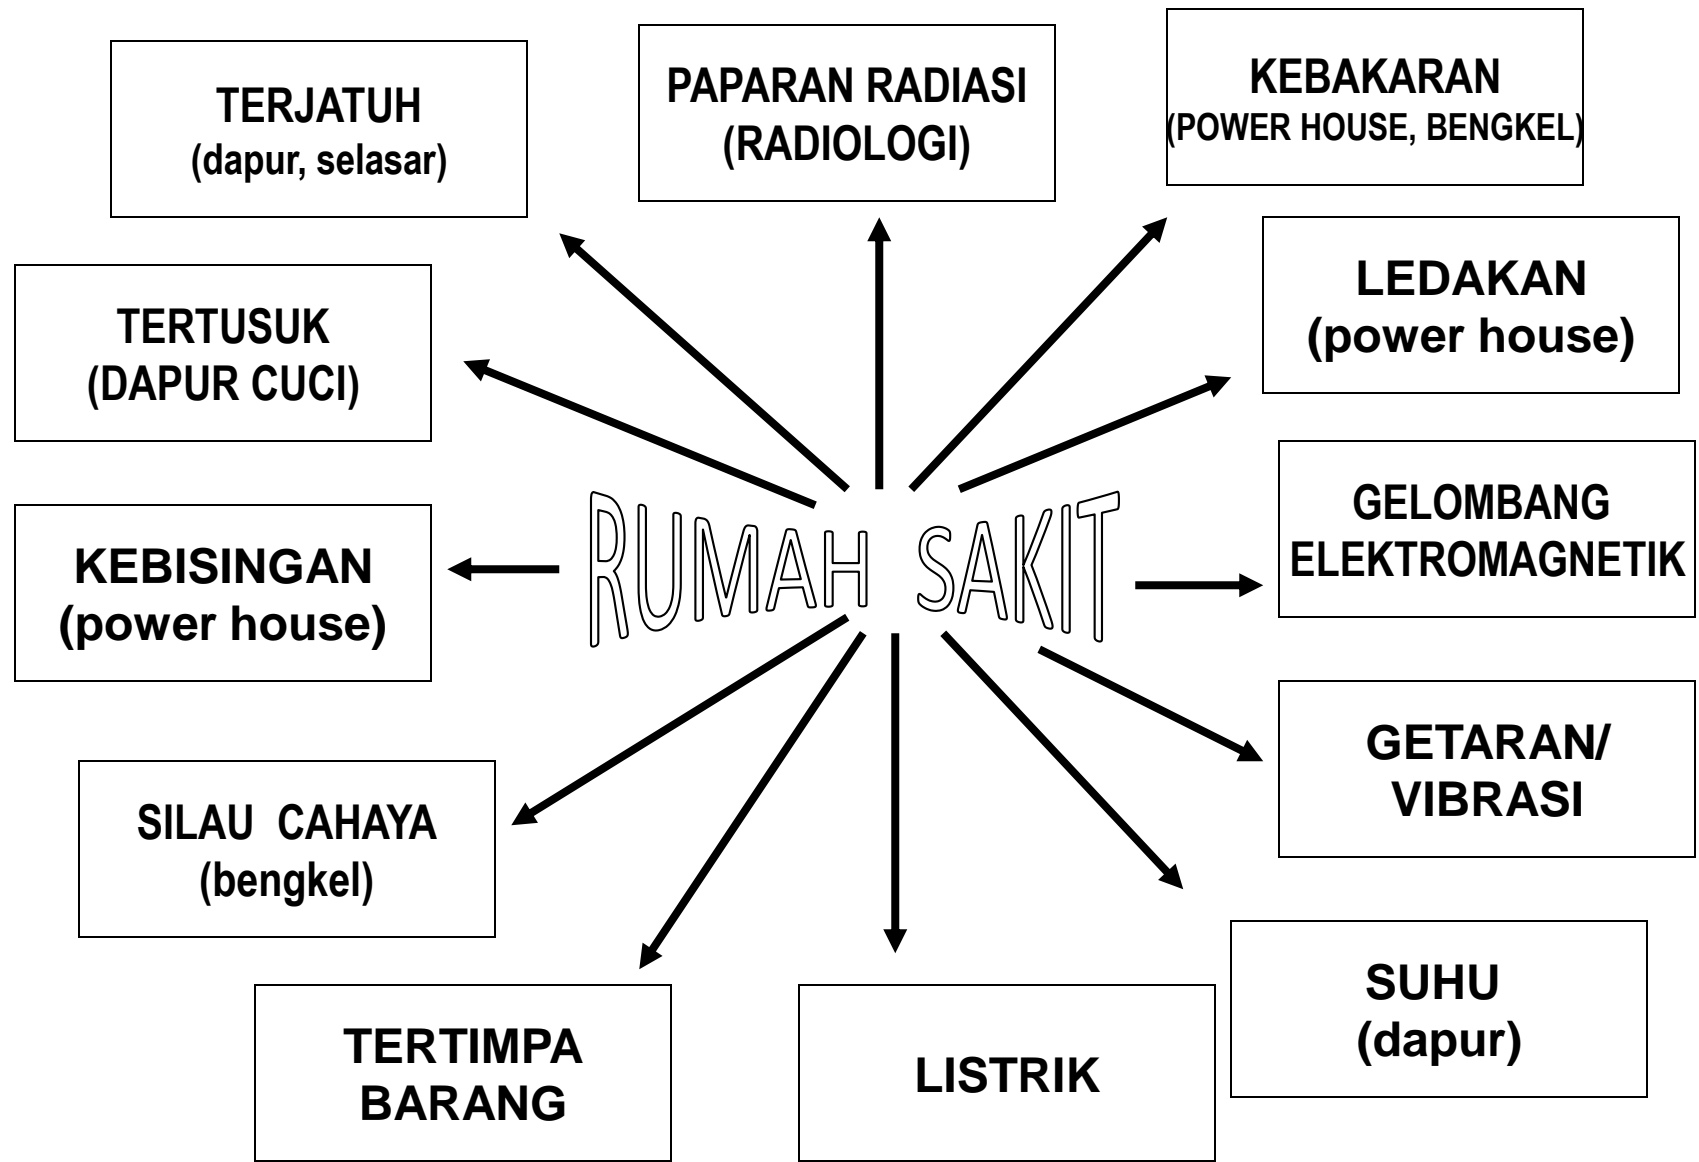 TERJATUH
(dapur, selasar)
PAPARAN RADIASI
(RADIOLOGI)
KEBAKARAN
(POWER HOUSE, BENGKEL)
TERTUSUK
(DAPUR CUCI)
LEDAKAN
(power house)
KEBISINGAN
(power house)
RUMAH SAKIT
GELOMBANG
ELEKTROMAGNETIK
GETARAN/
VIBRASI
SILAU CAHAYA
(bengkel)
TERTIMPA
BARANG
LISTRIK
SUHU
(dapur)